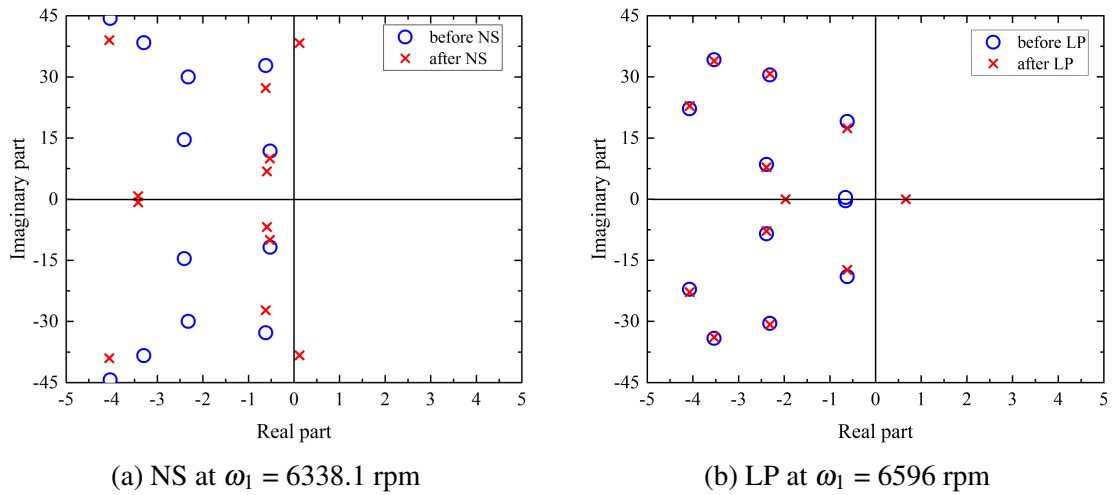 45
30
15
0
-15
-30
-45
Imaginary part
before NS
after NS
-5 -4 -3 -2 -1 0 1 2 3 4 5
Real part
(a) NS at ω1 = 6338.1 rpm
45
30
15
0
-15
-30
-45
Imaginary part
before LP
after LP
-5 -4 -3 -2 -1 0 1 2 3 4 5
Real part
(b) LP at ω1 = 6596 rpm